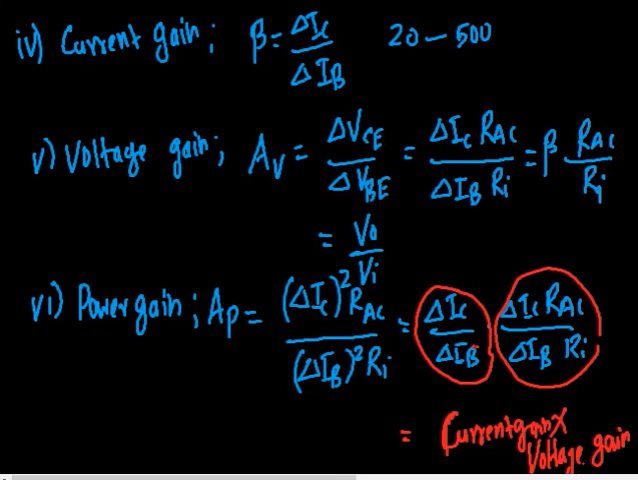 iv) Current gain; β = ΔIc / ΔIB 20 – 500
v) Voltage gain; Av = ΔVCE / ΔVBE = ΔIc RAC / ΔIB Ri = β RAC / Ri
= Vo / Vi
vi) Power gain; Ap = (ΔIc)² RAC / (ΔIB)² Ri = ΔIc / ΔIB ΔIc RAC / ΔIB Ri
= Current gain X
Voltage gain